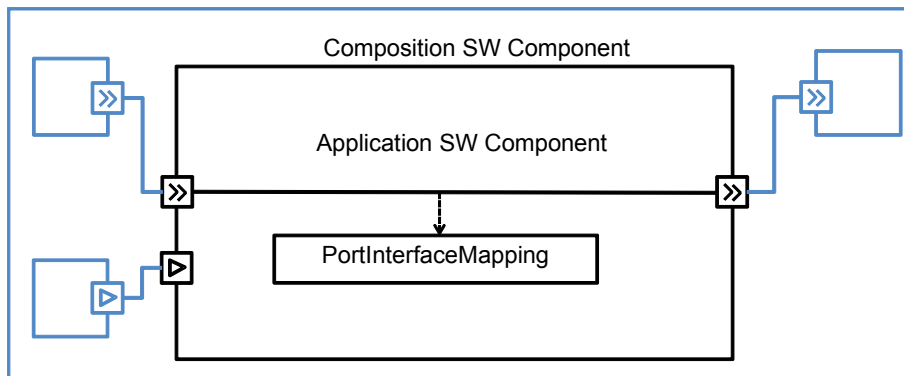 Composition SW Component
Application SW Component
PortInterfaceMapping